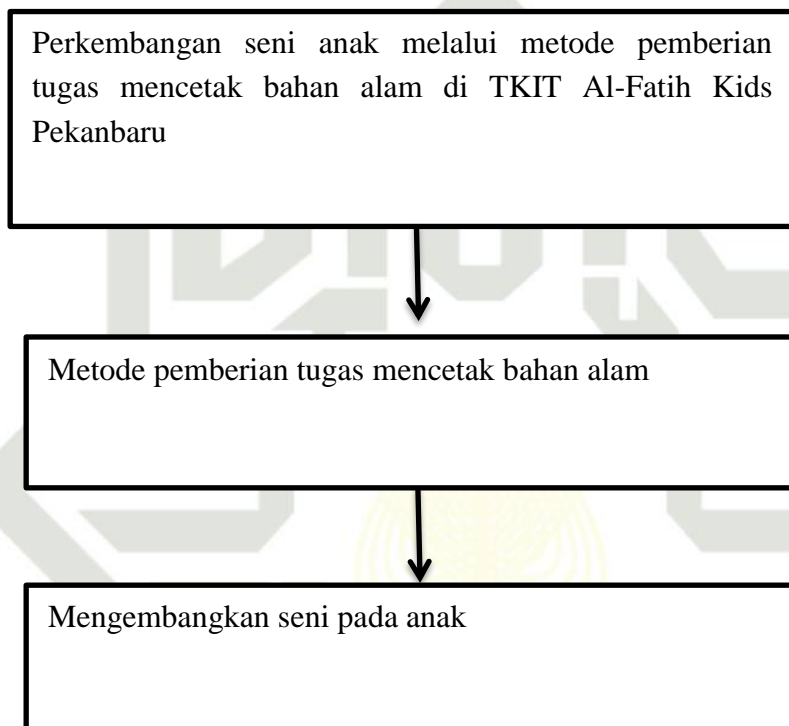 Perkembangan seni anak melalui metode pemberian
tugas mencetak bahan alam di TKIT Al-Fatih Kids
Pekanbaru
Metode pemberian tugas mencetak bahan alam
Mengembangkan seni pada anak